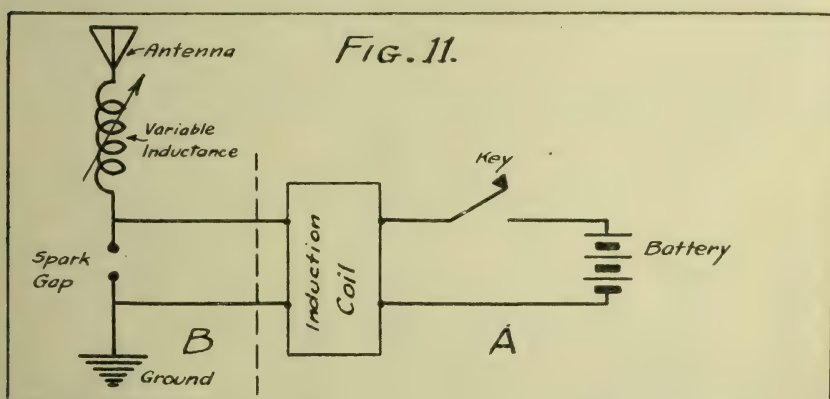 Antenna
FIG. 11.
Variable
Inductance
Key
Spark
Gap
Induction
Coil
Battery
B
A
Ground